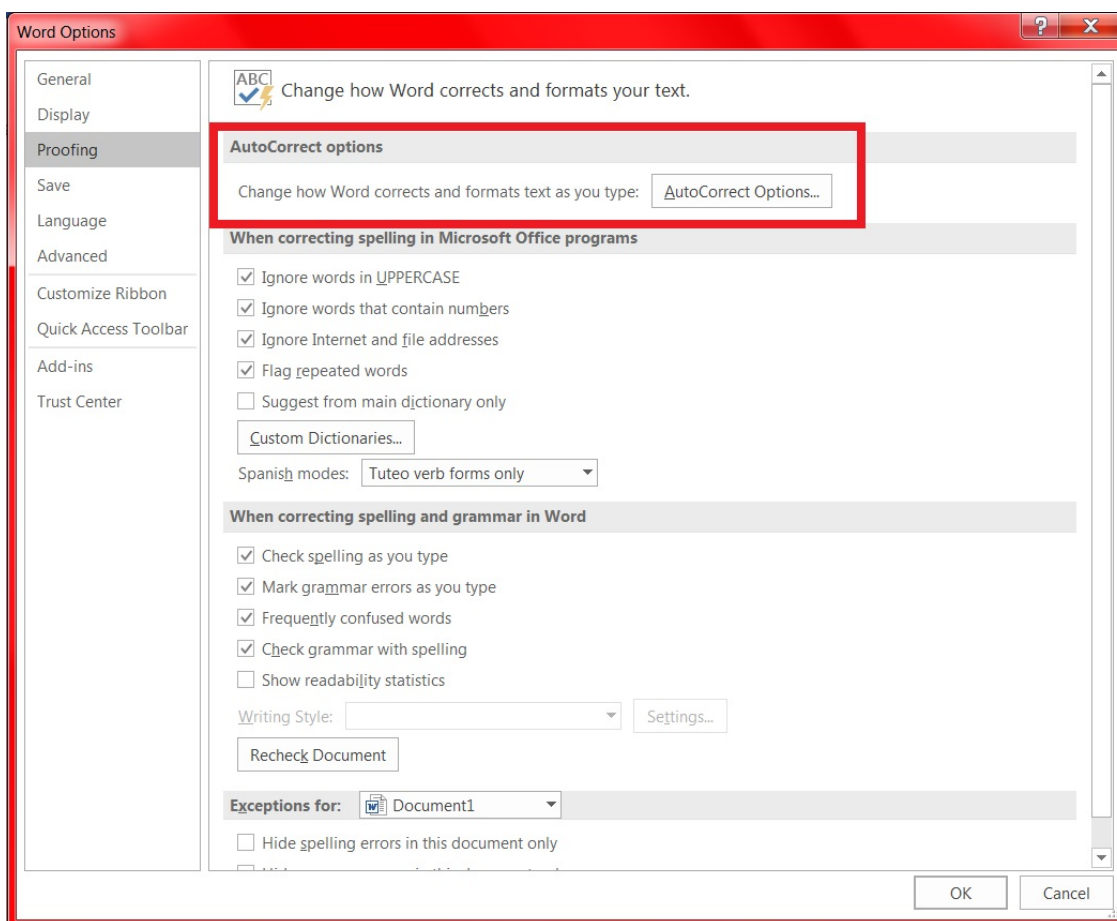 Word Options
General
Display
Proofing
Save
Language
Advanced
Customize Ribbon
Quick Access Toolbar
Add-ins
Trust Center
ABC
Change how Word corrects and formats your text.
AutoCorrect options
Change how Word corrects and formats text as you type: AutoCorrect Options...
When correcting spelling in Microsoft Office programs
Ignore words in UPPERCASE
Ignore words that contain numbers
Ignore Internet and file addresses
Flag repeated words
Suggest from main dictionary only
Custom Dictionaries...
Spanish modes: Tuteo verb forms only
When correcting spelling and grammar in Word
Check spelling as you type
Mark grammar errors as you type
Frequently confused words
Check grammar with spelling
Show readability statistics
Writing Style: Settings...
Recheck Document
Exceptions for: Document1
Hide spelling errors in this document only
OK Cancel